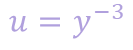 u = y⁻³